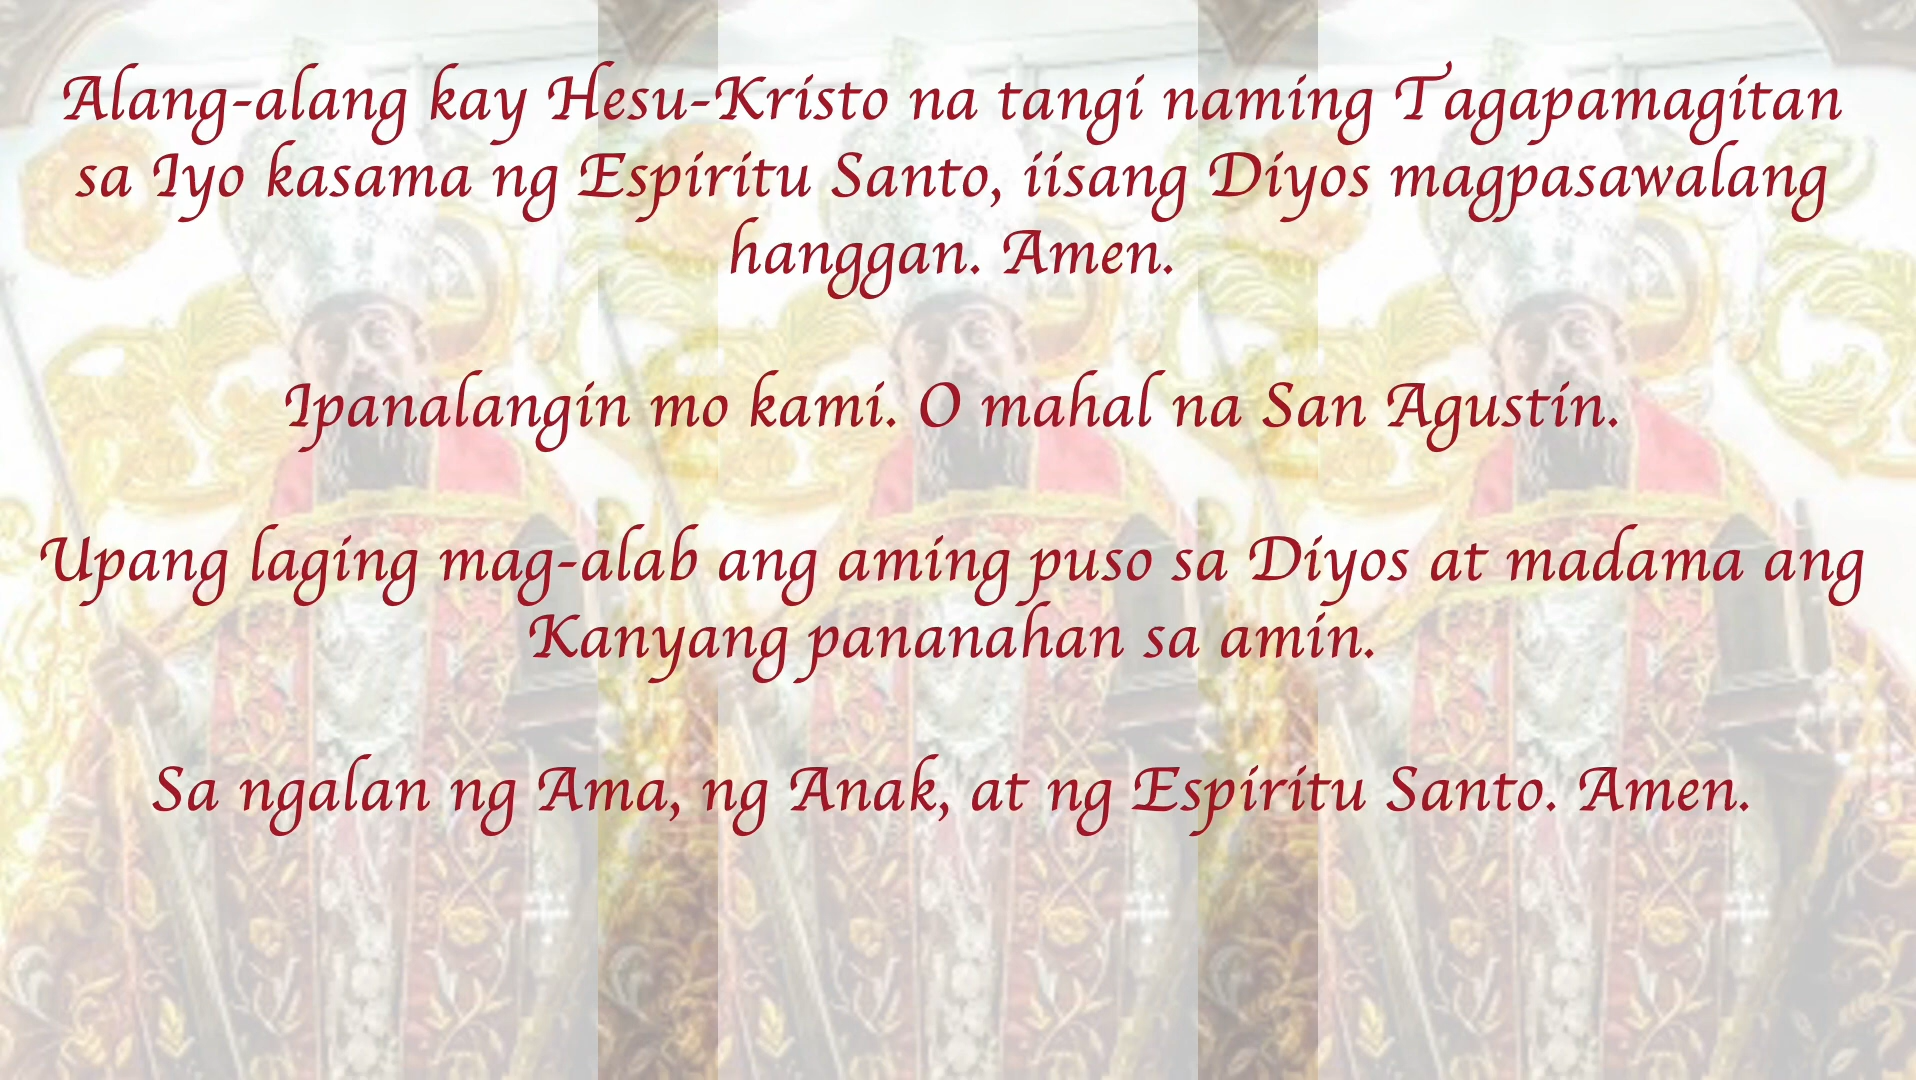 Alang-alang kay Hesu-Kristo na tangi naming Tagapamagitan
sa Iyo kasama ng Espiritu Santo, iisang Diyos magpasawalang
hanggan. Amen.
Ipanalangin mo kami. O mahal na San Agustin.
Upang laging mag-alab ang aming puso sa Diyos at madama ang
Kanyang pananahan sa amin.
Sa ngalan ng Ama, ng Anak, at ng Espiritu Santo. Amen.